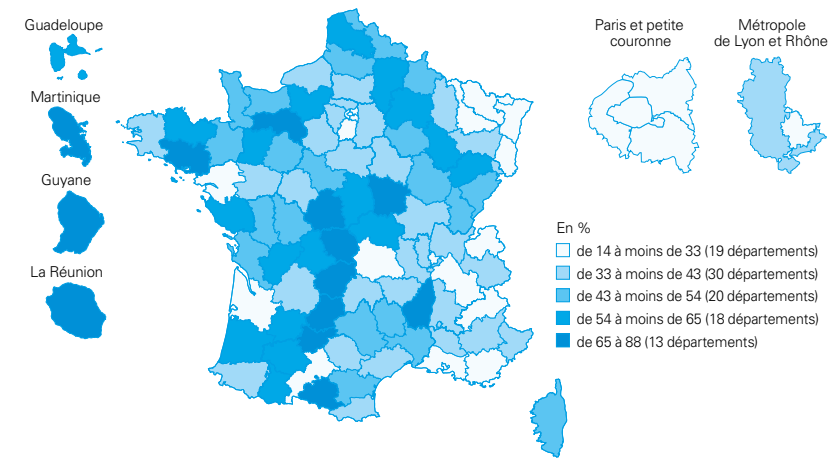 Guadeloupe
Martinique
Guyane
La Réunion
Paris et petite
couronne
Métropole
de Lyon et Rhône
En %
de 14 à moins de 33 (19 départements)
de 33 à moins de 43 (30 départements)
de 43 à moins de 54 (20 départements)
de 54 à moins de 65 (18 départements)
de 65 à 88 (13 départements)